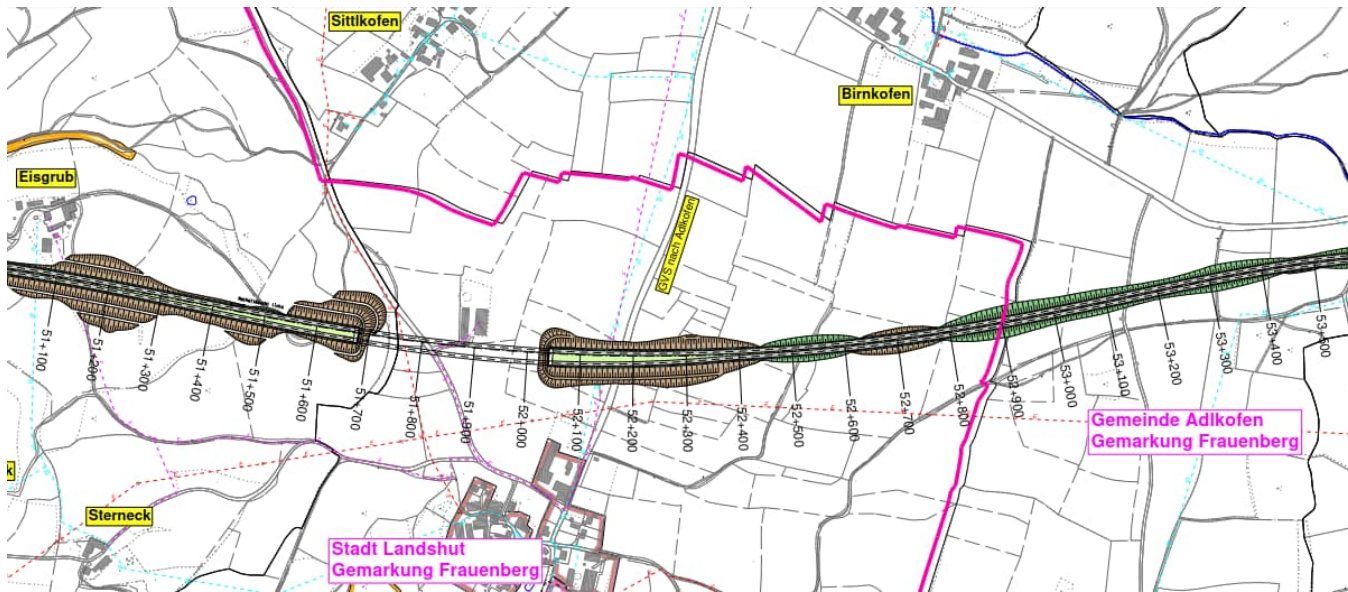 Sittlkofen
Birnkofen
Eisgrub
GVS nach Adlkofen
51+100
51+200
51+300
51+400
51+500
51+600
51+700
51+800
51+900
52+000
52+100
52+200
52+300
52+400
52+500
52+600
52+700
52+800
52+900
53+000
53+100
53+200
53+300
53+400
53+500
Gemeinde Adlkofen
Gemarkung Frauenberg
k
Sterneck
Stadt Landshut
Gemarkung Frauenberg